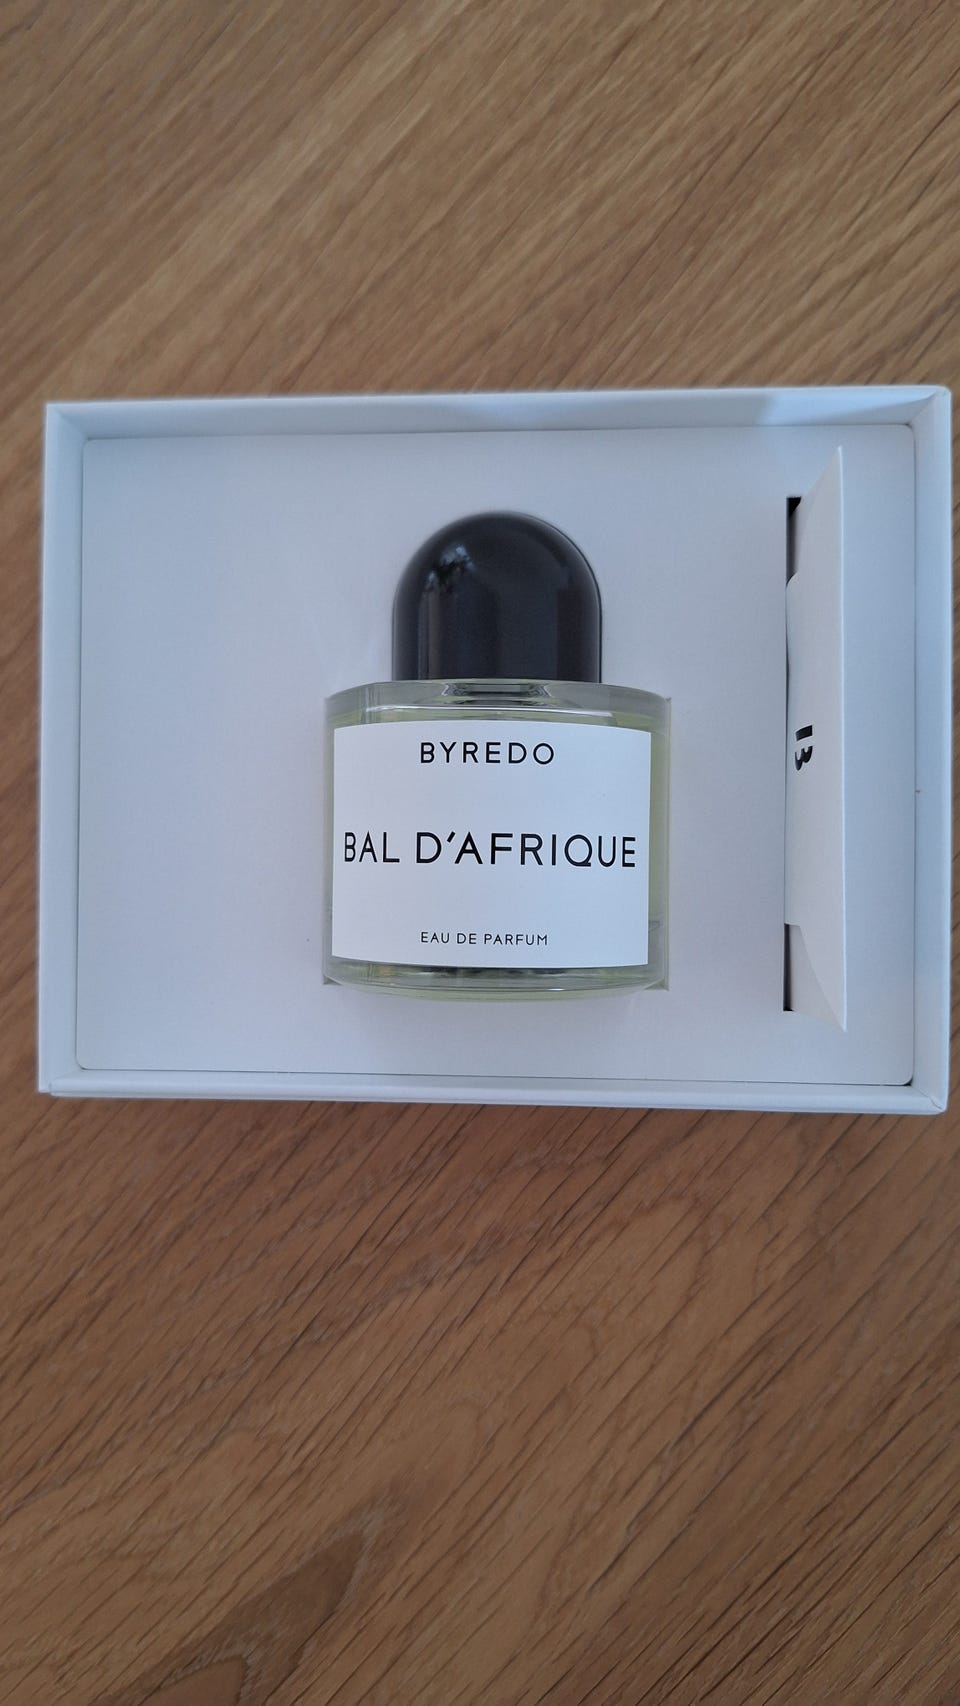 BYREDO
BAL D'AFRIQUE
EAU DE PARFUM